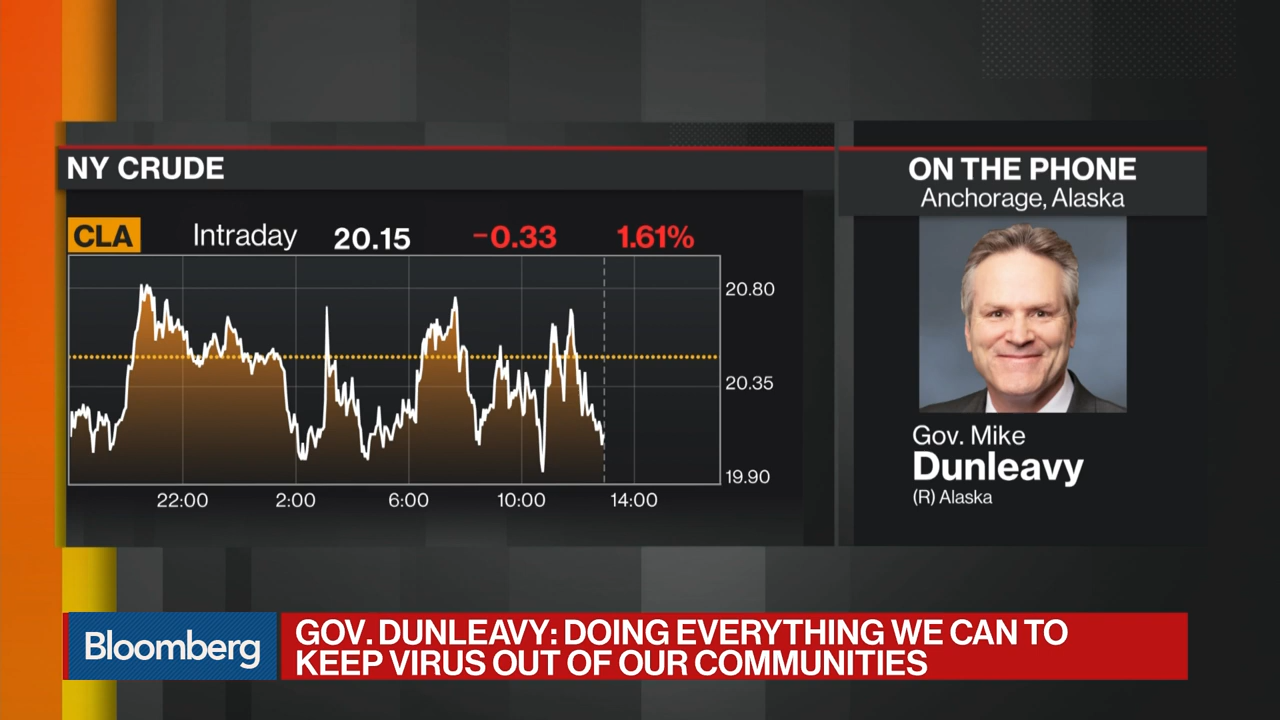 NY CRUDE
CLA Intraday 20.15 −0.33 1.61%
20.80
20.35
19.90
22:00 2:00 6:00 10:00 14:00
ON THE PHONE
Anchorage, Alaska
Gov. Mike
Dunleavy
(R) Alaska
Bloomberg
GOV. DUNLEAVY: DOING EVERYTHING WE CAN TO
KEEP VIRUS OUT OF OUR COMMUNITIES